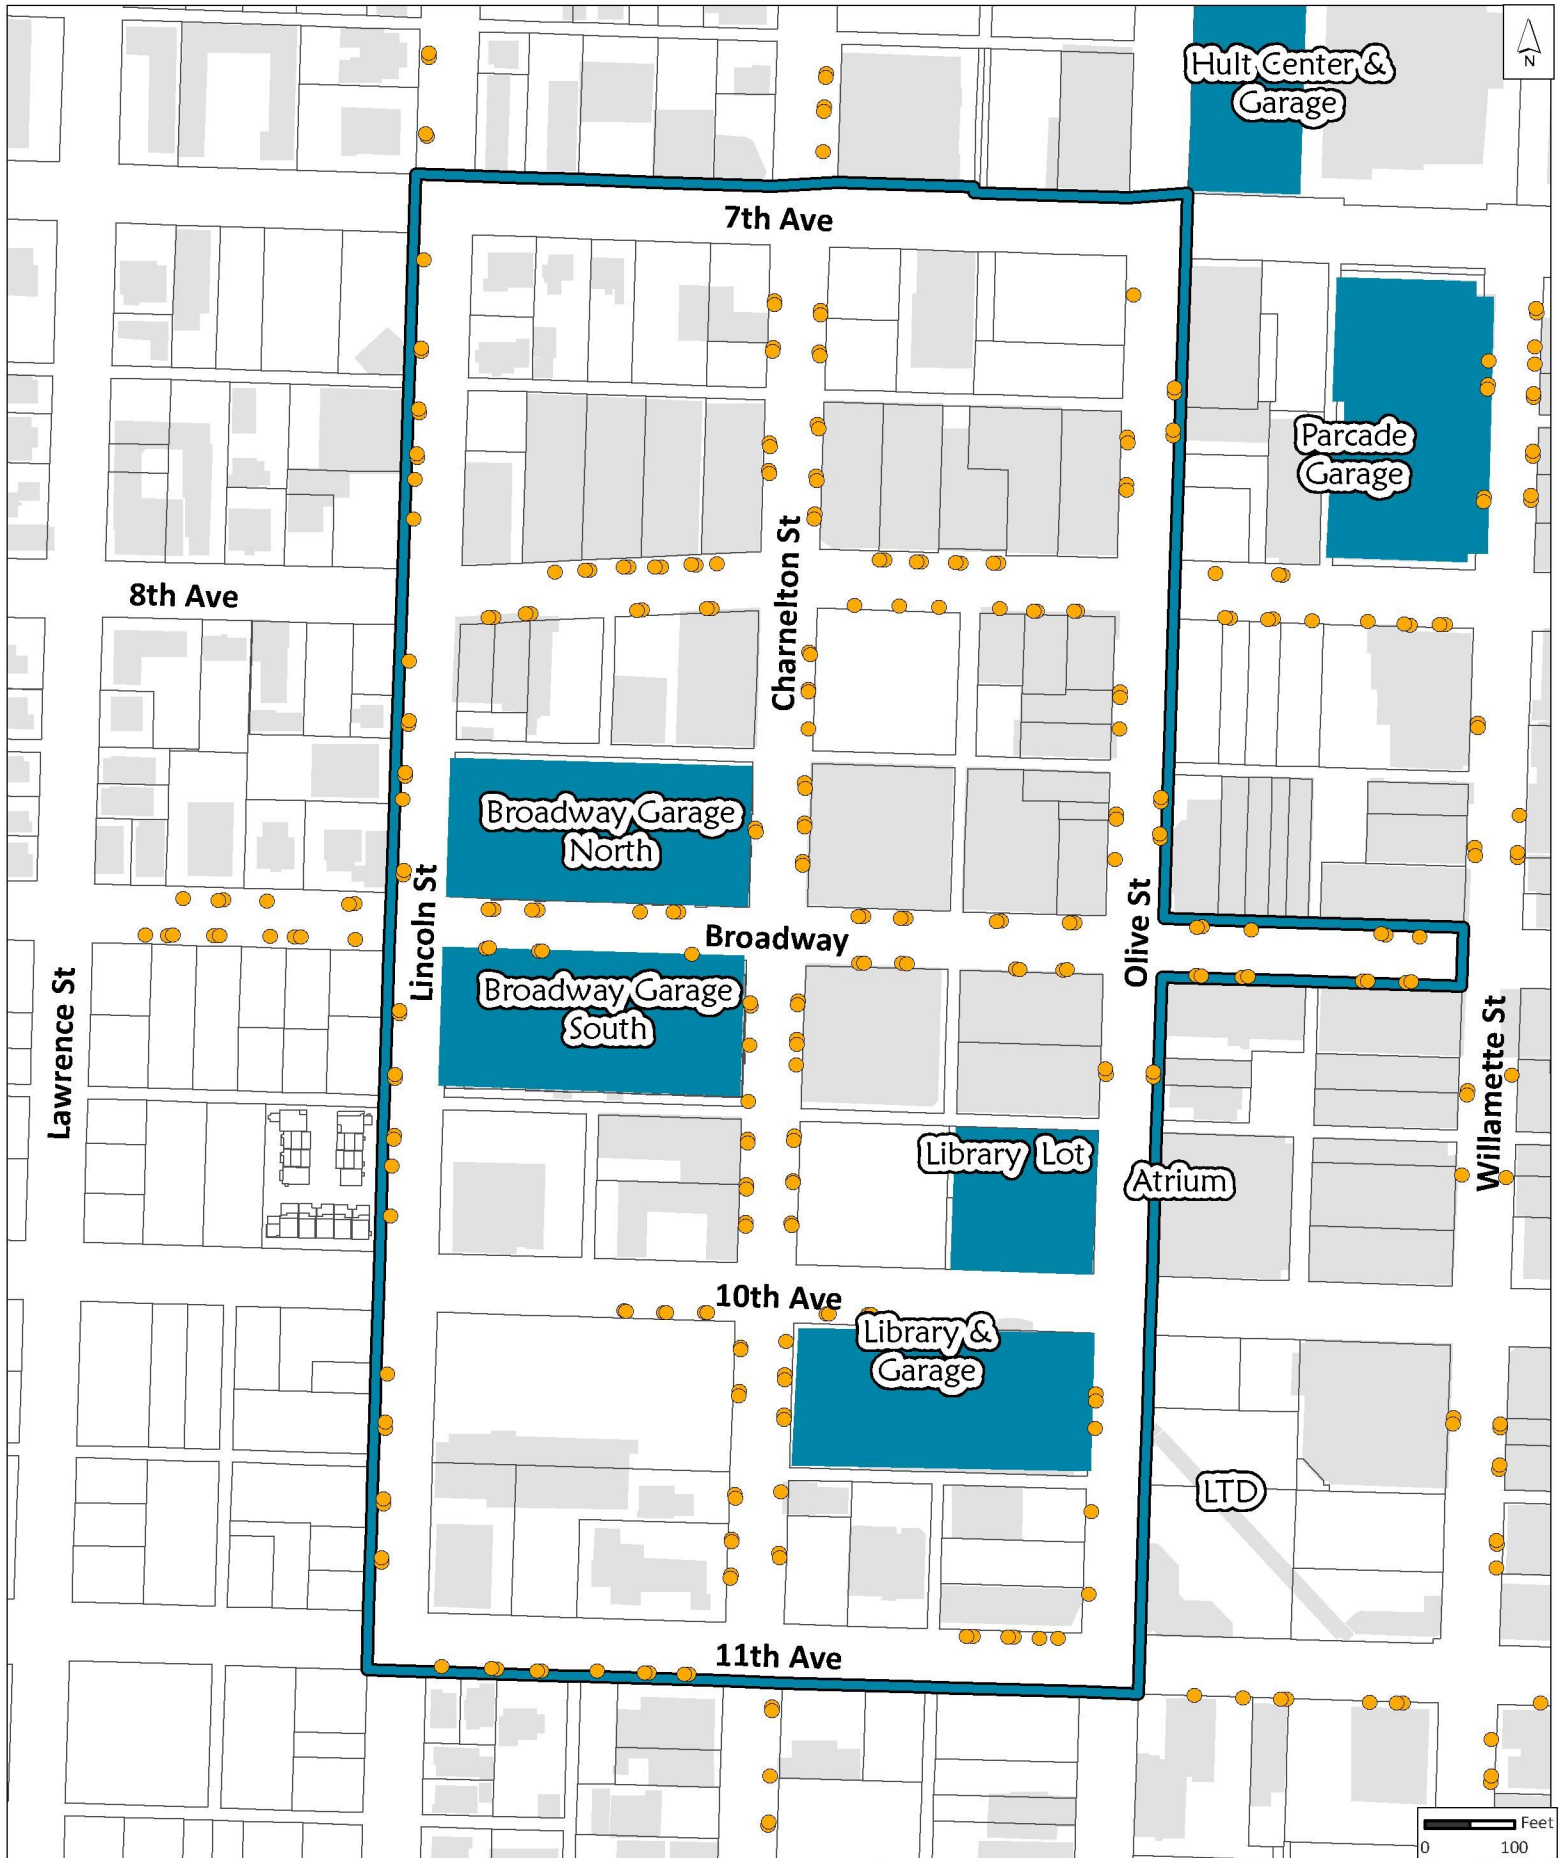 Hult Center &
Garage
N
7th Ave
Parcade
Garage
Charnelton St
8th Ave
Broadway Garage
North
Lincoln St
Olive St
Broadway
Broadway Garage
South
Lawrence St
Willamette St
Library Lot
Atrium
10th Ave
Library &
Garage
LTD
11th Ave
Feet
0 100